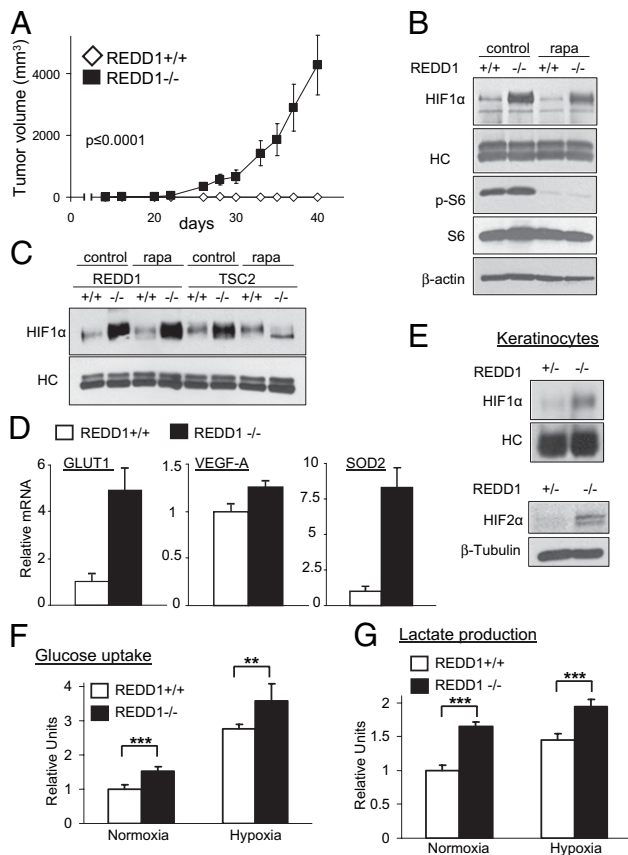 A
Tumor volume (mm³)
4000
2000
0
REDD1+/+
REDD1-/-
p≤0.0001
0 20 30 40
days
B
control rapa
REDD1 +/+ -/- +/+ -/-
HIF1α
HC
p-S6
S6
β-actin
C
control rapa control rapa
REDD1 TSC2
+/+ -/- +/+ -/- +/+ -/- +/+ -/-
HIF1α
HC
D
REDD1+/+ REDD1 -/-
Relative mRNA
GLUT1
6
4
2
0
VEGF-A
1.5
1
0.5
0
SOD2
10
7.5
5
2.5
0
E
Keratinocytes
REDD1 +/- -/-
HIF1α
HC
REDD1 +/- -/-
HIF2α
β-Tubulin
F
Glucose uptake
REDD1+/+
REDD1-/-
Relative Units
4
3
2
1
0
***
**
Normoxia Hypoxia
G
Lactate production
REDD1+/+
REDD1 -/-
Relative Units
2
1.5
1
0.5
0
***
***
Normoxia Hypoxia